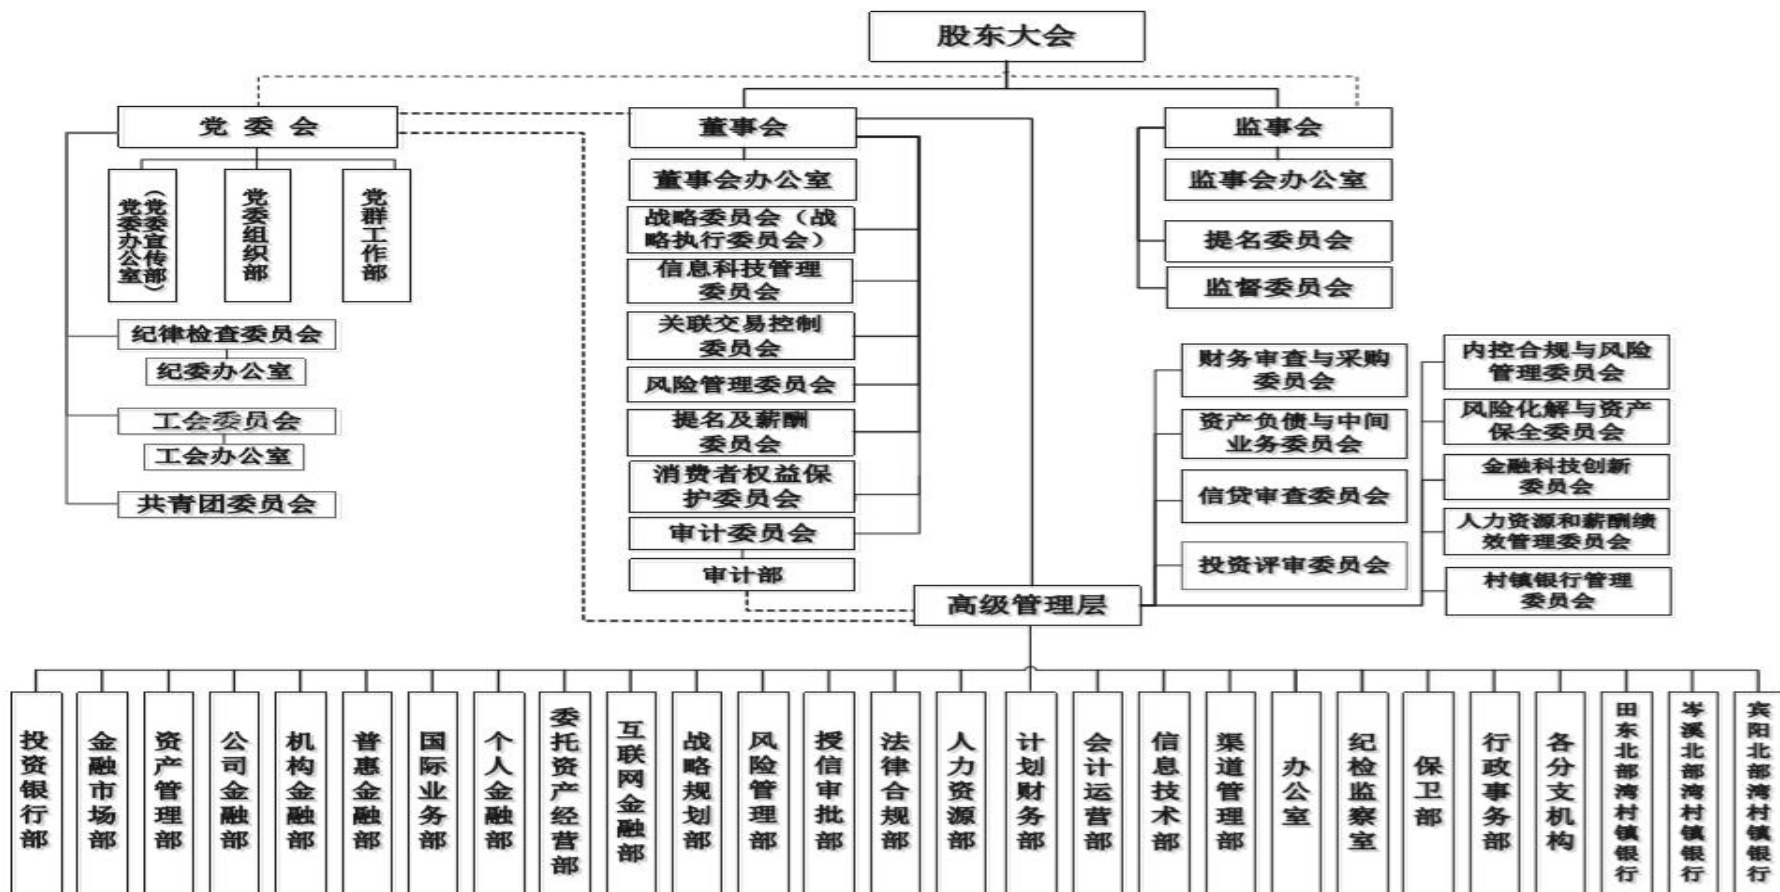 股东大会
党委会
董事会
监事会
党委办公室
（党委宣传部）
党委组织部
党群工作部
纪律检查委员会
纪委办公室
工会委员会
工会办公室
共青团委员会
董事会办公室
战略委员会（战
略执行委员会）
信息科技管理
委员会
关联交易控制
委员会
风险管理委员会
提名及薪酬
委员会
消费者权益保
护委员会
审计委员会
审计部
监事会办公室
提名委员会
监督委员会
财务审查与采购
委员会
资产负债与中间
业务委员会
信贷审查委员会
投资评审委员会
内控合规与风险
管理委员会
风险化解与资产
保全委员会
金融科技创新
委员会
人力资源和薪酬绩
效管理委员会
村镇银行管理
委员会
高级管理层
投资银行部
金融市场部
资产管理部
公司金融部
机构金融部
普惠金融部
国际业务部
个人金融部
委托资产经营部
互联网金融部
战略规划部
风险管理部
授信审批部
法律合规部
人力资源部
计划财务部
会计运营部
信息技术部
渠道管理部
办公室
纪检监察室
保卫部
行政事务部
各分支机构
田东北部湾村镇银行
岑溪北部湾村镇银行
宾阳北部湾村镇银行